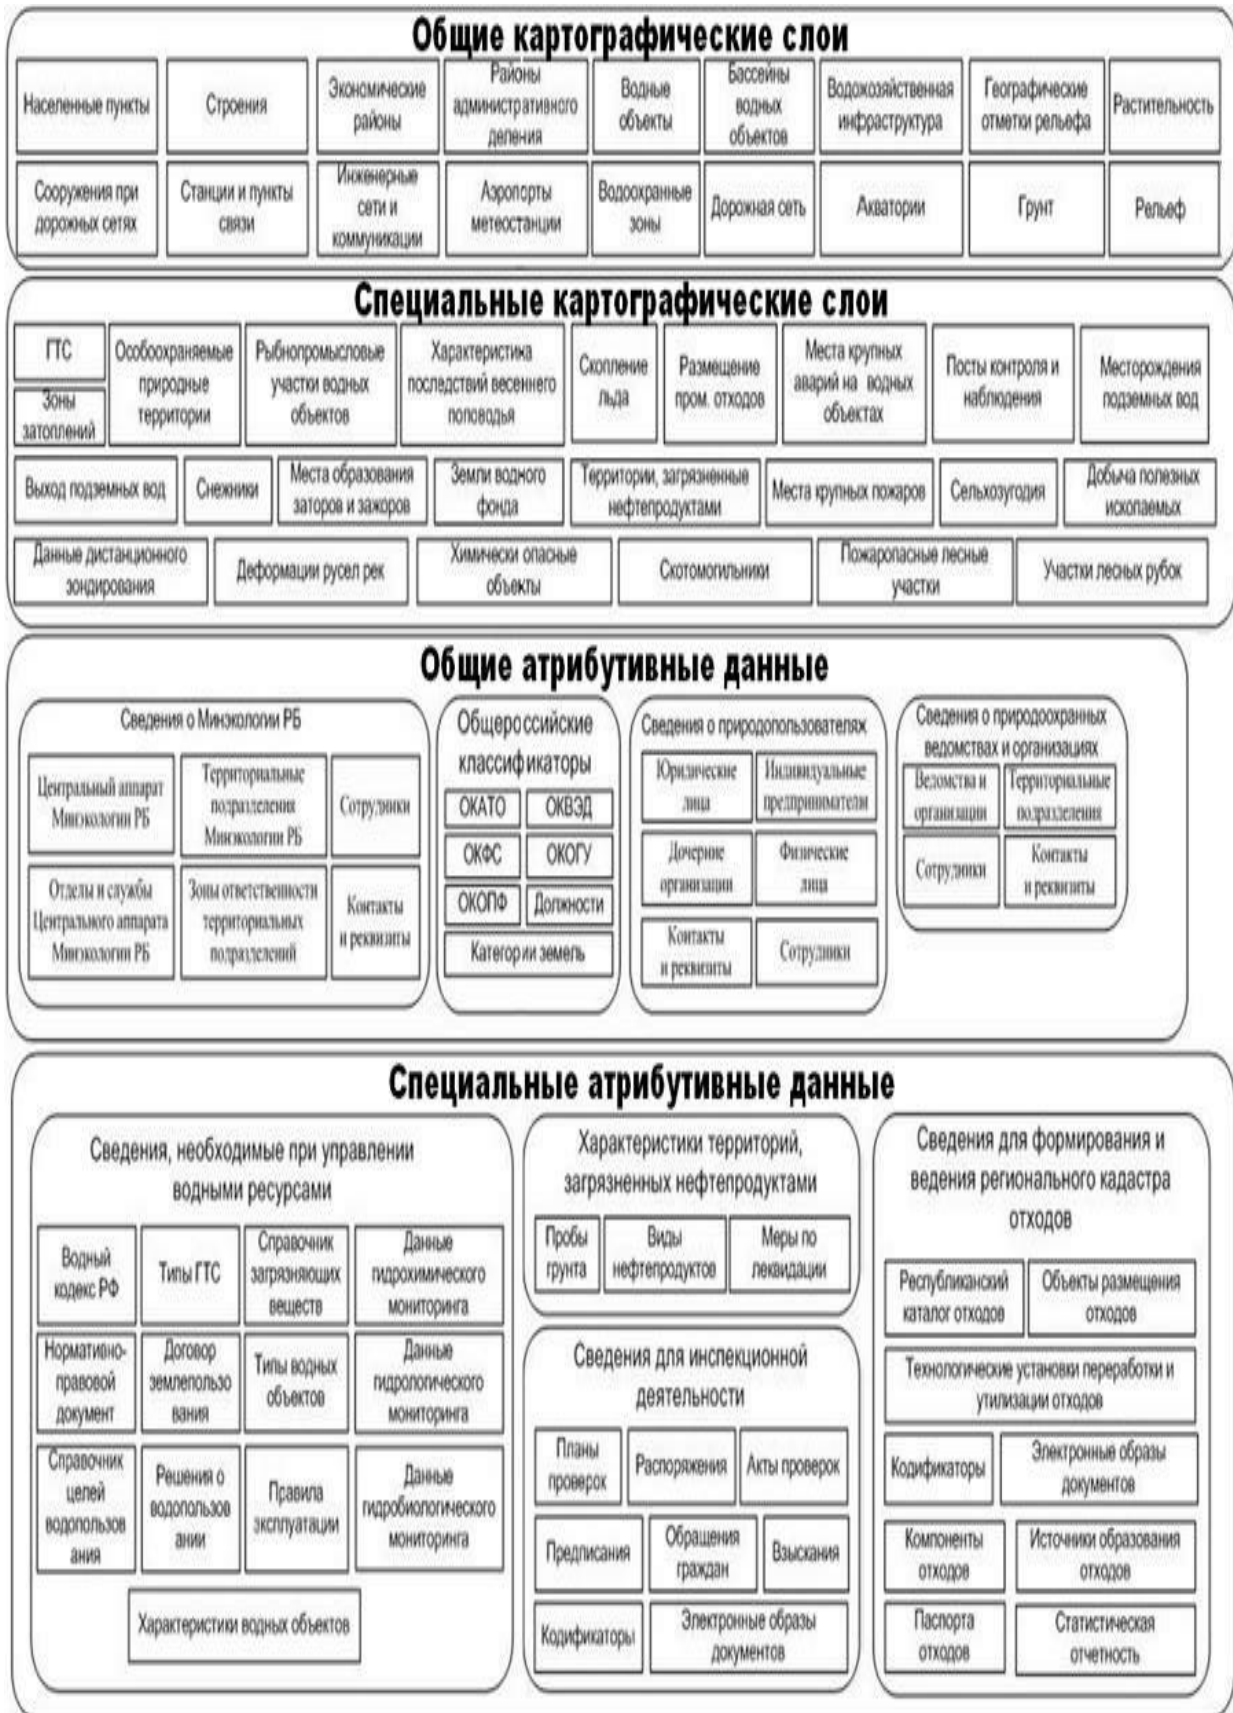 Общие картографические слои
Населенные пункты
Строения
Экономические
районы
Районы
административного
деления
Водные
объекты
Бассейны
водных
объектов
Водохозяйственная
инфраструктура
Географические
отметки рельефа
Растительность
Сооружения при
дорожных сетях
Станции и пункты
связи
Инженерные
сети и
коммуникации
Аэропорты
метеостанции
Водоохранные
зоны
Дорожная сеть
Акватории
Грунт
Рельеф
Специальные картографические слои
ГТС
Зоны
затоплений
Особоохраняемые
природные
территории
Рыбнопромысловые
участки водных
объектов
Характеристика
последствий весеннего
половодья
Скопление
льда
Размещение
пром. отходов
Места крупных
аварий на водных
объектах
Посты контроля и
наблюдения
Месторождения
подземных вод
Выход подземных вод
Снежники
Места образования
заторов и зажоров
Земли водного
фонда
Территории, загрязненные
нефтепродуктами
Места крупных пожаров
Сельхозугодия
Добыча полезных
ископаемых
Данные дистанционного
зондирования
Деформации русел рек
Химически опасные
объекты
Скотомогильники
Пожаропасные лесные
участки
Участки лесных рубок
Общие атрибутивные данные
Сведения о Минэкологии РБ
Центральный аппарат
Минэкологии РБ
Территориальные
подразделения
Минэкологии РБ
Сотрудники
Отделы и службы
Центрального аппарата
Минэкологии РБ
Зоны ответственности
территориальных
подразделений
Контакты
и реквизиты
Общероссийские
классификаторы
ОКАТО
ОКВЭД
ОКФС
ОКОГУ
ОКОПФ
Должности
Категории земель
Сведения о природопользователях
Юридические
лица
Индивидуальные
предприниматели
Дочерние
организации
Физические
лица
Контакты
и реквизиты
Сотрудники
Сведения о природоохранных
ведомствах и организациях
Ведомства и
организации
Территориальные
подразделения
Сотрудники
Контакты
и реквизиты
Специальные атрибутивные данные
Сведения, необходимые при управлении
водными ресурсами
Водный
кодекс РФ
Типы ГТС
Справочник
загрязняющих
веществ
Данные
гидрохимического
мониторинга
Нормативно-
правовой
документ
Договор
землепользо
вания
Типы водных
объектов
Данные
гидрологического
мониторинга
Справочник
целей
водопользов
ания
Решения о
водопользов
ании
Правила
эксплуатации
Данные
гидробиологического
мониторинга
Характеристики водных объектов
Характеристики территорий,
загрязненных нефтепродуктами
Пробы
грунта
Виды
нефтепродуктов
Меры по
леквидации
Сведения для инспекционной
деятельности
Планы
проверок
Распоряжения
Акты проверок
Предписания
Обращения
граждан
Взыскания
Кодификаторы
Электронные образы
документов
Сведения для формирования и
ведения регионального кадастра
отходов
Республиканский
каталог отходов
Объекты размещения
отходов
Технологические установки переработки и
утилизации отходов
Кодификаторы
Электронные образы
документов
Компоненты
отходов
Источники образования
отходов
Паспорта
отходов
Статистическая
отчетность